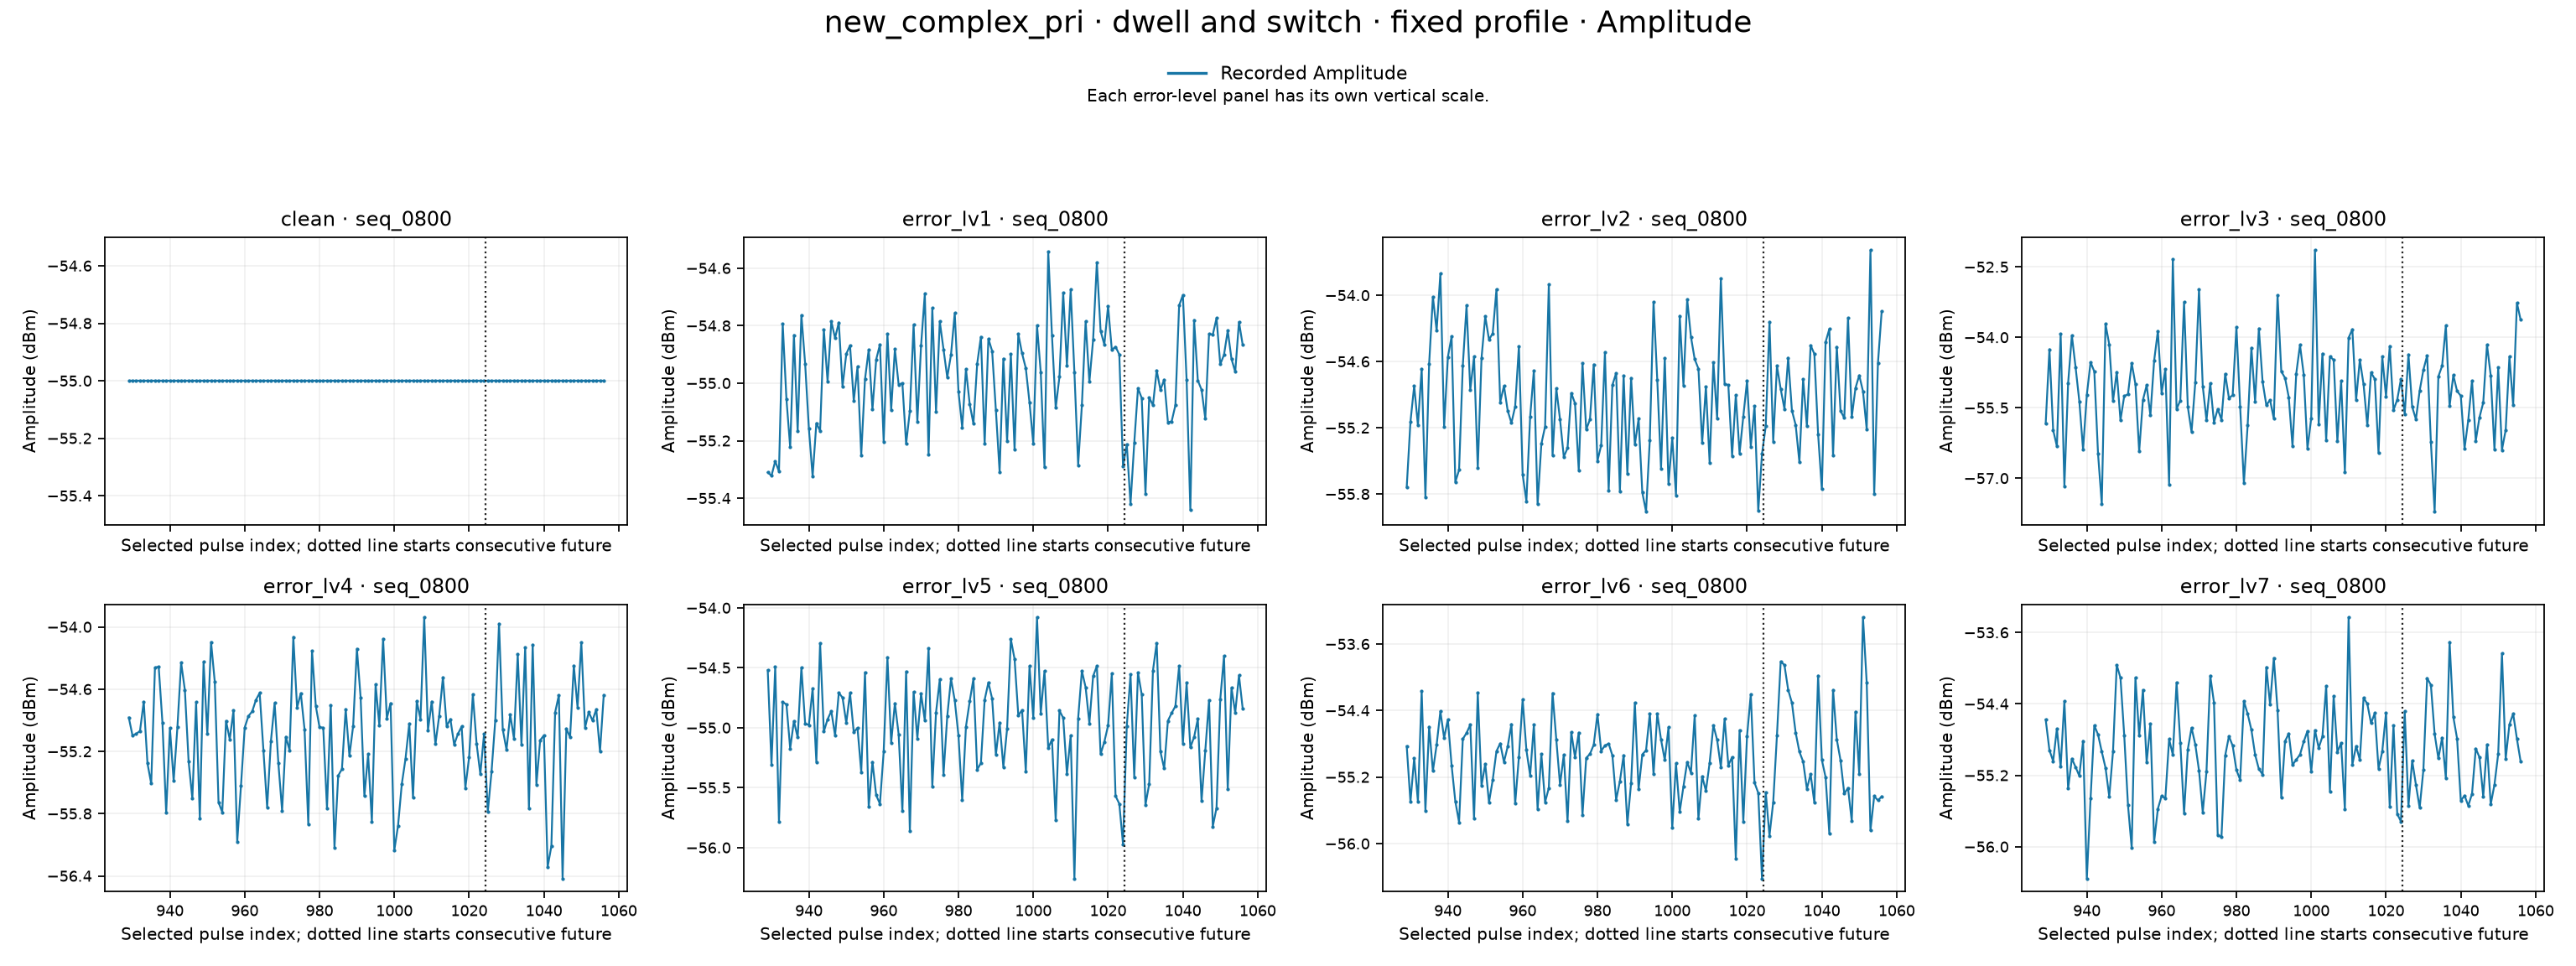 new_complex_pri · dwell and switch · fixed profile · Amplitude
Recorded Amplitude
Each error-level panel has its own vertical scale.
clean · seq_0800
Amplitude (dBm)
−54.6
−54.8
−55.0
−55.2
−55.4
Selected pulse index; dotted line starts consecutive future
error_lv1 · seq_0800
Amplitude (dBm)
−54.6
−54.8
−55.0
−55.2
−55.4
Selected pulse index; dotted line starts consecutive future
error_lv2 · seq_0800
Amplitude (dBm)
−54.0
−54.6
−55.2
−55.8
Selected pulse index; dotted line starts consecutive future
error_lv3 · seq_0800
Amplitude (dBm)
−52.5
−54.0
−55.5
−57.0
Selected pulse index; dotted line starts consecutive future
error_lv4 · seq_0800
Amplitude (dBm)
−54.0
−54.6
−55.2
−55.8
−56.4
940 960 980 1000 1020 1040 1060
Selected pulse index; dotted line starts consecutive future
error_lv5 · seq_0800
Amplitude (dBm)
−54.0
−54.5
−55.0
−55.5
−56.0
940 960 980 1000 1020 1040 1060
Selected pulse index; dotted line starts consecutive future
error_lv6 · seq_0800
Amplitude (dBm)
−53.6
−54.4
−55.2
−56.0
940 960 980 1000 1020 1040 1060
Selected pulse index; dotted line starts consecutive future
error_lv7 · seq_0800
Amplitude (dBm)
−53.6
−54.4
−55.2
−56.0
940 960 980 1000 1020 1040 1060
Selected pulse index; dotted line starts consecutive future